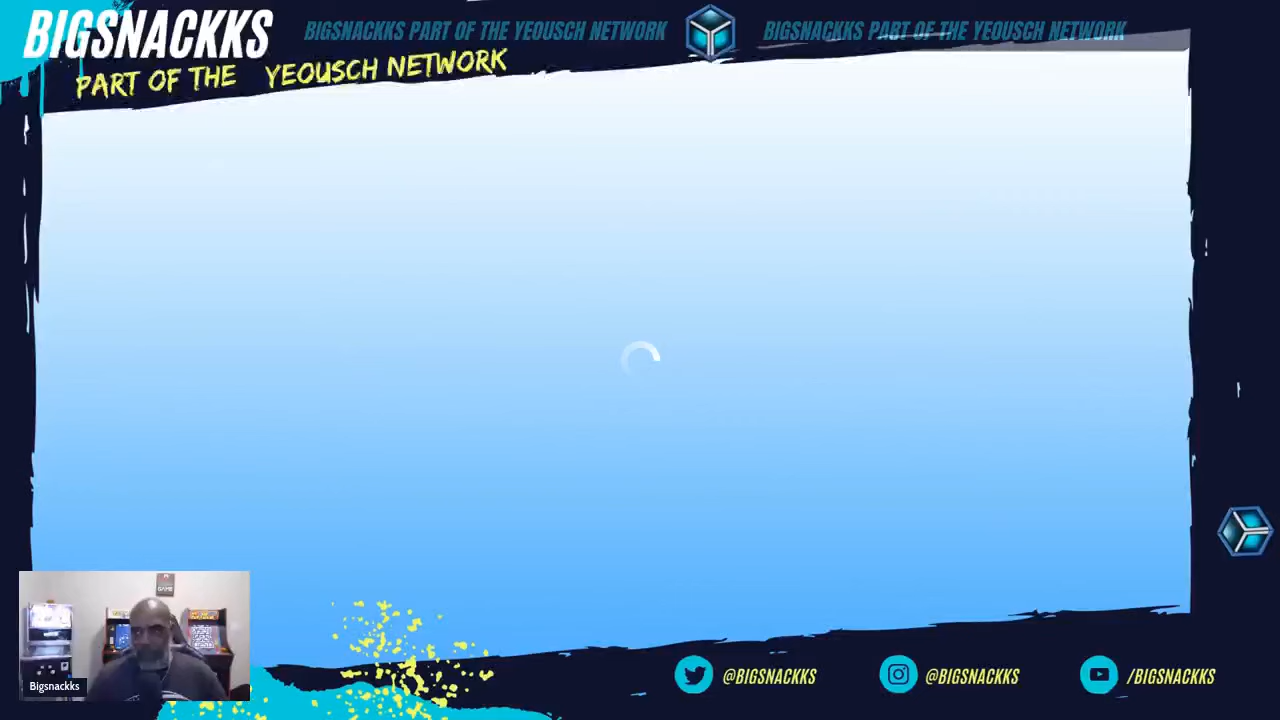 BIGSNACKKS
PART OF THE YEOUSCH NETWORK
BIGSNACKKS PART OF THE YEOUSCH NETWORK
BIGSNACKKS PART OF THE YEOUSCH NETWORK
GAME
Bigsnackks
@BIGSNACKKS
@BIGSNACKKS
/BIGSNACKKS